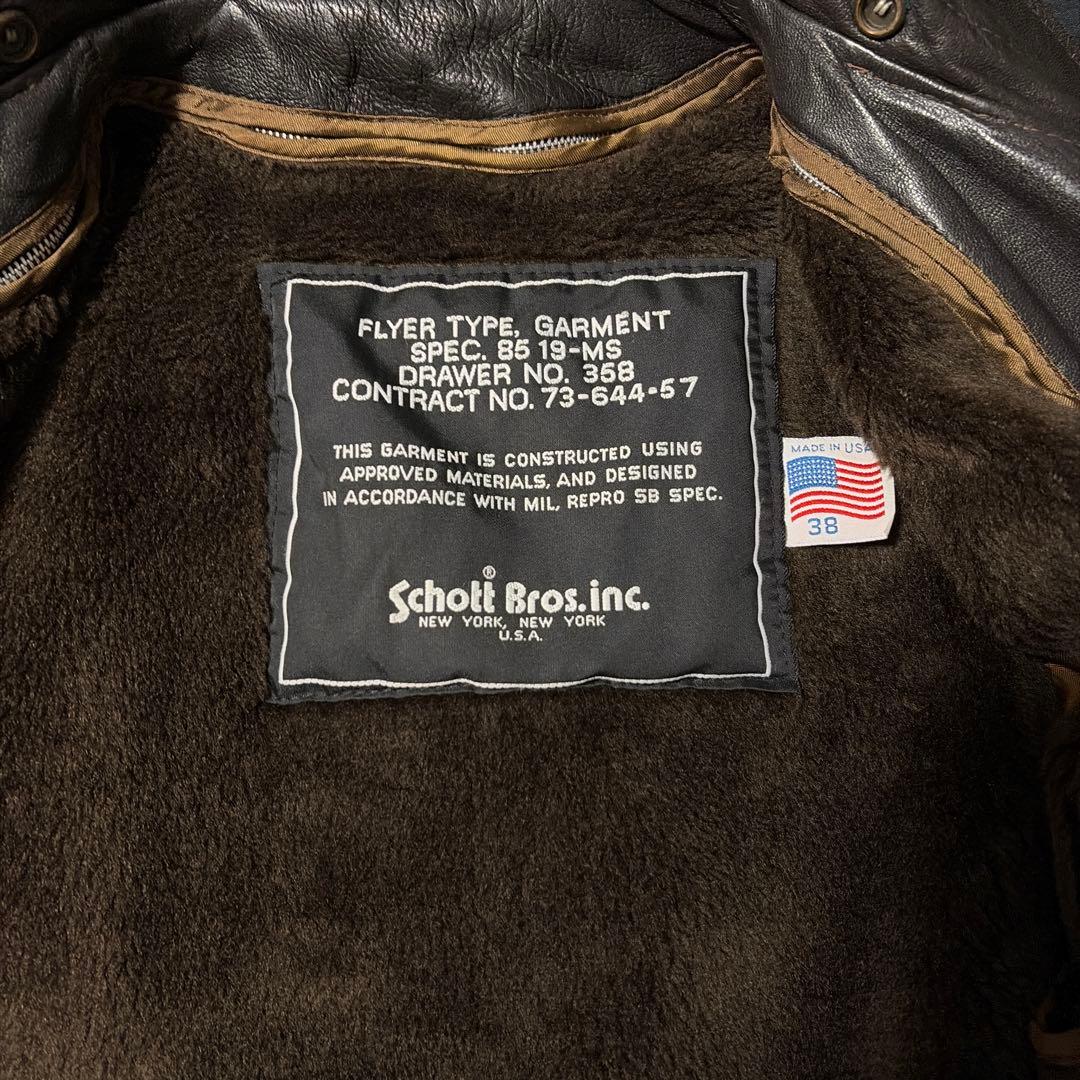 FLYER TYPE, GARMENT
SPEC. 85 19-MS
DRAWER NO. 358
CONTRACT NO. 73-644-57
THIS GARMENT IS CONSTRUCTED USING
APPROVED MATERIALS, AND DESIGNED
IN ACCORDANCE WITH MIL, REPRO SB SPEC.
Schott® Bros.inc.
NEW YORK, NEW YORK
U.S.A.
MADE IN USA
38